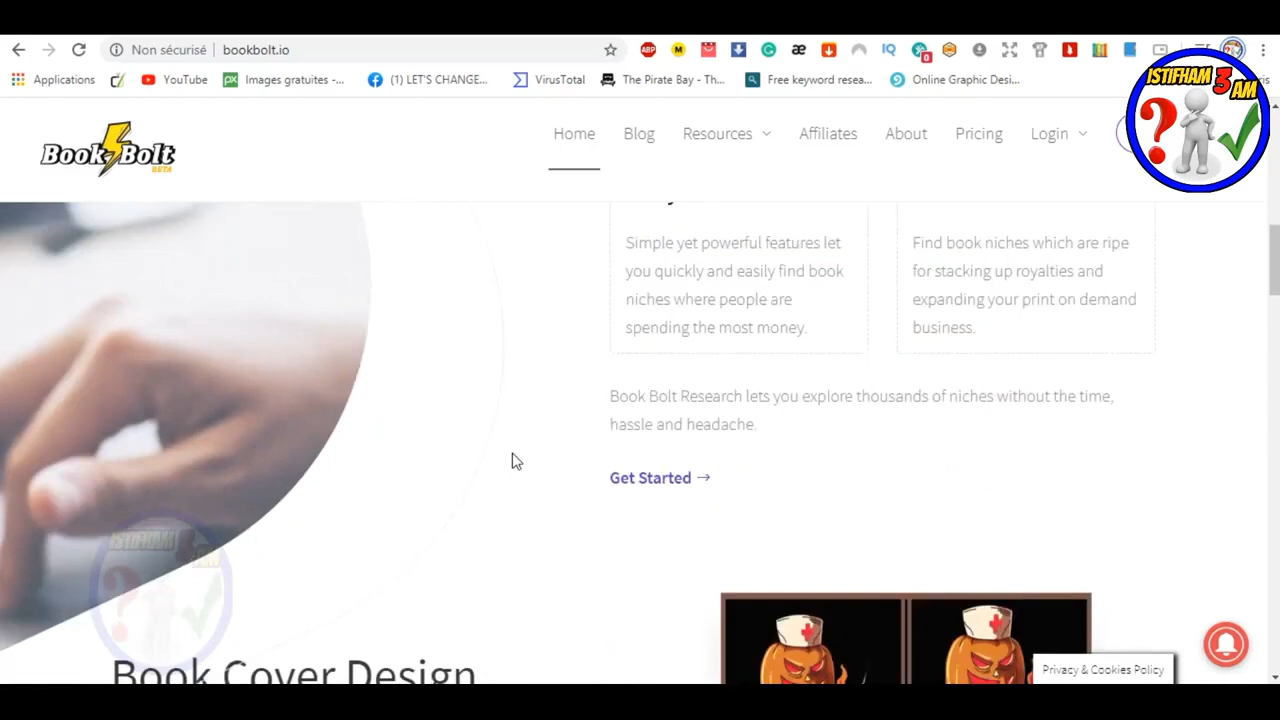 Non sécurisé bookbolt.io
Applications YouTube Images gratuites -... (1) LET'S CHANGE... VirusTotal The Pirate Bay - Th... Free keyword resea... Online Graphic Desi...
ISTIFHAM 3 AM
Book Bolt
BETA
Home Blog Resources Affiliates About Pricing Login
Simple yet powerful features let
you quickly and easily find book
niches where people are
spending the most money.
Find book niches which are ripe
for stacking up royalties and
expanding your print on demand
business.
Book Bolt Research lets you explore thousands of niches without the time,
hassle and headache.
Get Started →
ISTIFHAM 3 AM
Book Cover Design
Privacy & Cookies Policy